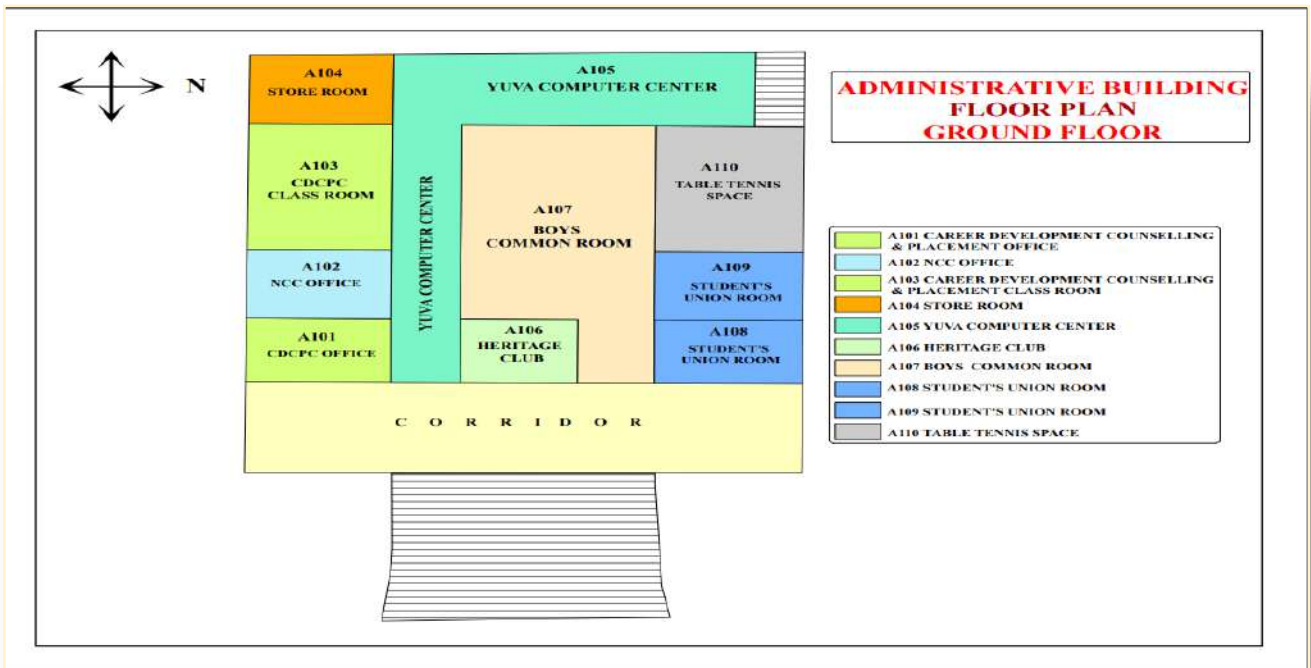 N
A104
STORE ROOM
A105
YUVA COMPUTER CENTER
ADMINISTRATIVE BUILDING
FLOOR PLAN
GROUND FLOOR
A103
CDCPC
CLASS ROOM
YUVA COMPUTER CENTER
A107
BOYS
COMMON ROOM
A110
TABLE TENNIS
SPACE
A102
NCC OFFICE
A109
STUDENT'S
UNION ROOM
A101
CDCPC OFFICE
A106
HERITAGE
CLUB
A108
STUDENT'S
UNION ROOM
CORRIDOR
A101 CAREER DEVELOPMENT COUNSELLING
& PLACEMENT OFFICE
A102 NCC OFFICE
A103 CAREER DEVELOPMENT COUNSELLING
& PLACEMENT CLASS ROOM
A104 STORE ROOM
A105 YUVA COMPUTER CENTER
A106 HERITAGE CLUB
A107 BOYS COMMON ROOM
A108 STUDENT'S UNION ROOM
A109 STUDENT'S UNION ROOM
A110 TABLE TENNIS SPACE